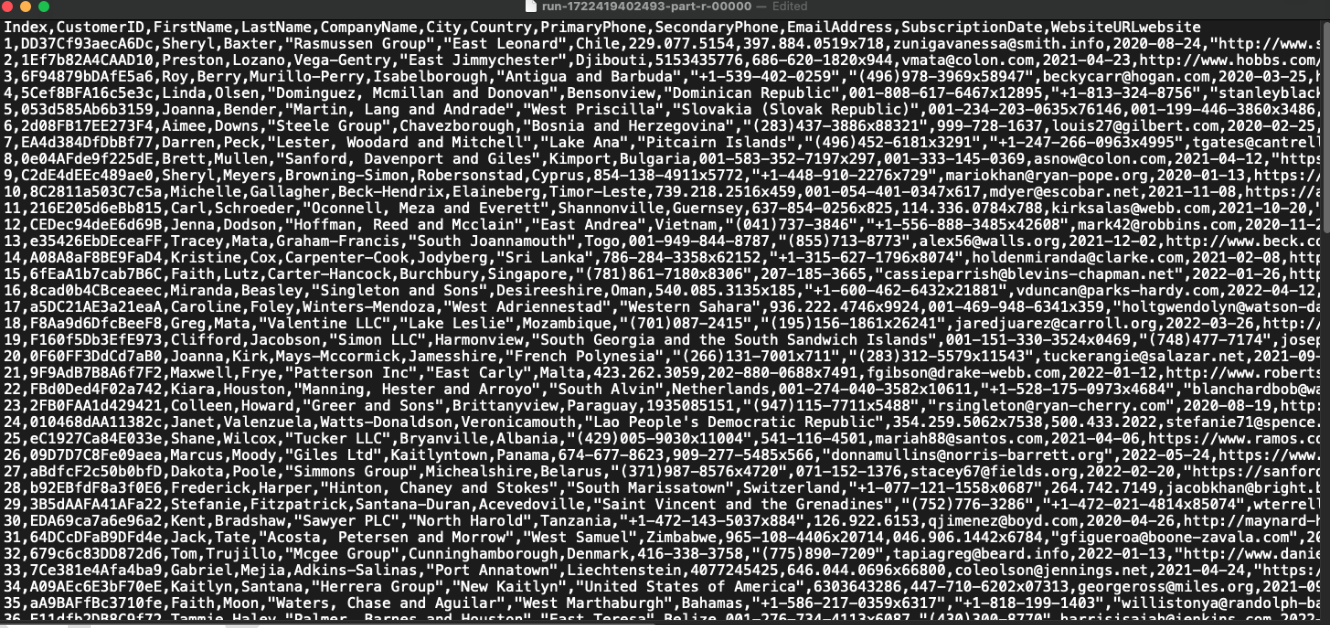 run-1722419402493-part-r-00000 — Edited
Index,CustomerID,FirstName,LastName,CompanyName,City,Country,PrimaryPhone,SecondaryPhone,EmailAddress,SubscriptionDate,WebsiteURLwebsite
1,DD37Cf93aecA6Dc,Sheryl,Baxter,"Rasmussen Group","East Leonard",Chile,229.077.5154,397.884.0519x718,zunigavanessa@smith.info,2020-08-24,"http://www.s
2,1Ef7b82A4CAAD10,Preston,Lozano,Vega-Gentry,"East Jimmychester",Djibouti,5153435776,686-620-1820x944,vmata@colon.com,2021-04-23,http://www.hobbs.com/
3,6F94879bDAfE5a6,Roy,Berry,Murillo-Perry,Isabelborough,"Antigua and Barbuda","+1-539-402-0259","(496)978-3969x58947",beckycarr@hogan.com,2020-03-25,h
4,5Cef8BFA16c5e3c,Linda,Olsen,"Dominguez, Mcmillan and Donovan",Bensonview,"Dominican Republic",001-808-617-6467x12895,"+1-813-324-8756","stanleyblack
5,053d585Ab6b3159,Joanna,Bender,"Martin, Lang and Andrade","West Priscilla","Slovakia (Slovak Republic)",001-234-203-0635x76146,001-199-446-3860x3486,
6,2d08FB17EE273F4,Aimee,Downs,"Steele Group",Chavezborough,"Bosnia and Herzegovina","(283)437-3886x88321",999-728-1637,louis27@gilbert.com,2020-02-25,
7,EA4d384DfDbBf77,Darren,Peck,"Lester, Woodard and Mitchell","Lake Ana","Pitcairn Islands","(496)452-6181x3291","+1-247-266-0963x4995",tgates@cantrell
8,0e04AFde9f225dE,Brett,Mullen,"Sanford, Davenport and Giles",Kimport,Bulgaria,001-583-352-7197x297,001-333-145-0369,asnow@colon.com,2021-04-12,"https
9,C2dE4dEEc489ae0,Sheryl,Meyers,Browning-Simon,Robersonstad,Cyprus,854-138-4911x5772,"+1-448-910-2276x729",mariokhan@ryan-pope.org,2020-01-13,"https:/
10,8C2811a503C7c5a,Michelle,Gallagher,Beck-Hendrix,Elaineberg,Timor-Leste,739.218.2516x459,001-054-401-0347x617,mdyer@escobar.net,2021-11-08,"https://a
11,216E205d6eBb815,Carl,Schroeder,"Oconnell, Meza and Everett",Shannonville,Guernsey,637-854-0256x825,114.336.0784x788,kirksalas@webb.com,2021-10-20,"
12,CEDec94deE6d69B,Jenna,Dodson,"Hoffman, Reed and Mcclain","East Andrea",Vietnam,"(041)737-3846","+1-556-888-3485x42608",mark42@robbins.com,2020-11-2
13,e35426EbDEceaFF,Tracey,Mata,Graham-Francis,"South Joannamouth",Togo,001-949-844-8787,"(855)713-8773",alex56@walls.org,2021-12-02,http://www.beck.co
14,A08A8aF8BE9FaD4,Kristine,Cox,Carpenter-Cook,Jodyberg,"Sri Lanka",786-284-3358x62152,"+1-315-627-1796x8074",holdenmiranda@clarke.com,2021-02-08,http
15,6fEaA1b7cab7B6C,Faith,Lutz,Carter-Hancock,Burchbury,Singapore,"(781)861-7180x8306",207-185-3665,"cassieparrish@blevins-chapman.net",2022-01-26,http
16,8cad0b4CBceaeec,Miranda,Beasley,"Singleton and Sons",Desireeshire,Oman,540.085.3135x185,"+1-600-462-6432x21881",vduncan@parks-hardy.com,2022-04-12,
17,a5DC21AE3a21eaA,Caroline,Foley,Winters-Mendoza,"West Adriennestad","Western Sahara",936.222.4746x9924,001-469-948-6341x359,"holtgwendolyn@watson-da
18,F8Aa9d6DfcBeeF8,Greg,Mata,"Valentine LLC","Lake Leslie",Mozambique,"(701)087-2415","(195)156-1861x26241",jaredjuarez@carroll.org,2022-03-26,http:/
19,F160f5Db3EfE973,Clifford,Jacobson,"Simon LLC",Harmonview,"South Georgia and the South Sandwich Islands",001-151-330-3524x0469,"(748)477-7174",josep
20,0F60FF3DdCd7aB0,Joanna,Kirk,Mays-Mccormick,Jamesshire,"French Polynesia","(266)131-7001x711","(283)312-5579x11543",tuckerangie@salazar.net,2021-09-
21,9F9AdB7B8A6f7F2,Maxwell,Frye,"Patterson Inc","East Carly",Malta,423.262.3059,202-880-0688x7491,fgibson@drake-webb.com,2022-01-12,http://www.roberts
22,FBd0Ded4F02a742,Kiara,Houston,"Manning, Hester and Arroyo","South Alvin",Netherlands,001-274-040-3582x10611,"+1-528-175-0973x4684","blanchardbob@wa
23,2FB0FAA1d429421,Colleen,Howard,"Greer and Sons",Brittanyview,Paraguay,1935085151,"(947)115-7711x5488","rsingleton@ryan-cherry.com",2020-08-19,http:
24,010468dAA11382c,Janet,Valenzuela,Watts-Donaldson,Veronicamouth,"Lao People's Democratic Republic",354.259.5062x7538,500.433.2022,stefanie71@spence.
25,eC1927Ca84E033e,Shane,Wilcox,"Tucker LLC",Bryanville,Albania,"(429)005-9030x11004",541-116-4501,mariah88@santos.com,2021-04-06,https://www.ramos.co
26,09D7D7C8Fe09aea,Marcus,Moody,"Giles Ltd",Kaitlyntown,Panama,674-677-8623,909-277-5485x566,"donnamullins@norris-barrett.org",2022-05-24,https://www.
27,aBdfcF2c50b0bfD,Dakota,Poole,"Simmons Group",Michealshire,Belarus,"(371)987-8576x4720",071-152-1376,stacey67@fields.org,2022-02-20,"https://sanford
28,b92EBfdF8a3f0E6,Frederick,Harper,"Hinton, Chaney and Stokes","South Marissatown",Switzerland,"+1-077-121-1558x0687",264.742.7149,jacobkhan@bright.b
29,3B5dAAFA41AFa22,Stefanie,Fitzpatrick,Santana-Duran,Acevedoville,"Saint Vincent and the Grenadines","(752)776-3286","+1-472-021-4814x85074",wterrell
30,EDA69ca7a6e96a2,Kent,Bradshaw,"Sawyer PLC","North Harold",Tanzania,"+1-472-143-5037x884",126.922.6153,qjimenez@boyd.com,2020-04-26,http://maynard-h
31,64DCcDFaB9DFd4e,Jack,Tate,"Acosta, Petersen and Morrow","West Samuel",Zimbabwe,965-108-4406x20714,046.906.1442x6784,"gfigueroa@boone-zavala.com",20
32,679c6c83DD872d6,Tom,Trujillo,"Mcgee Group",Cunninghamborough,Denmark,416-338-3758,"(775)890-7209",tapiagreg@beard.info,2022-01-13,"http://www.danie
33,7Ce381e4Afa4ba9,Gabriel,Mejia,Adkins-Salinas,"Port Annatown",Liechtenstein,4077245425,646.044.0696x66800,coleolson@jennings.net,2021-04-24,"https:/
34,A09AEc6E3bF70eE,Kaitlyn,Santana,"Herrera Group","New Kaitlyn","United States of America",6303643286,447-710-6202x07313,georgeross@miles.org,2021-09
35,aA9BAFfBc3710fe,Faith,Moon,"Waters, Chase and Aguilar","West Marthaburgh",Bahamas,"+1-586-217-0359x6317","+1-818-199-1403","willistonya@randolph-ba
36,E11dfb2DB8C9f72,Tammie,Haley,"Palmer, Barnes and Houston","East Teresa",Belize,001-276-734-4113x6087,"(430)300-8770",harrisisaiah@jenkins.com,2022-